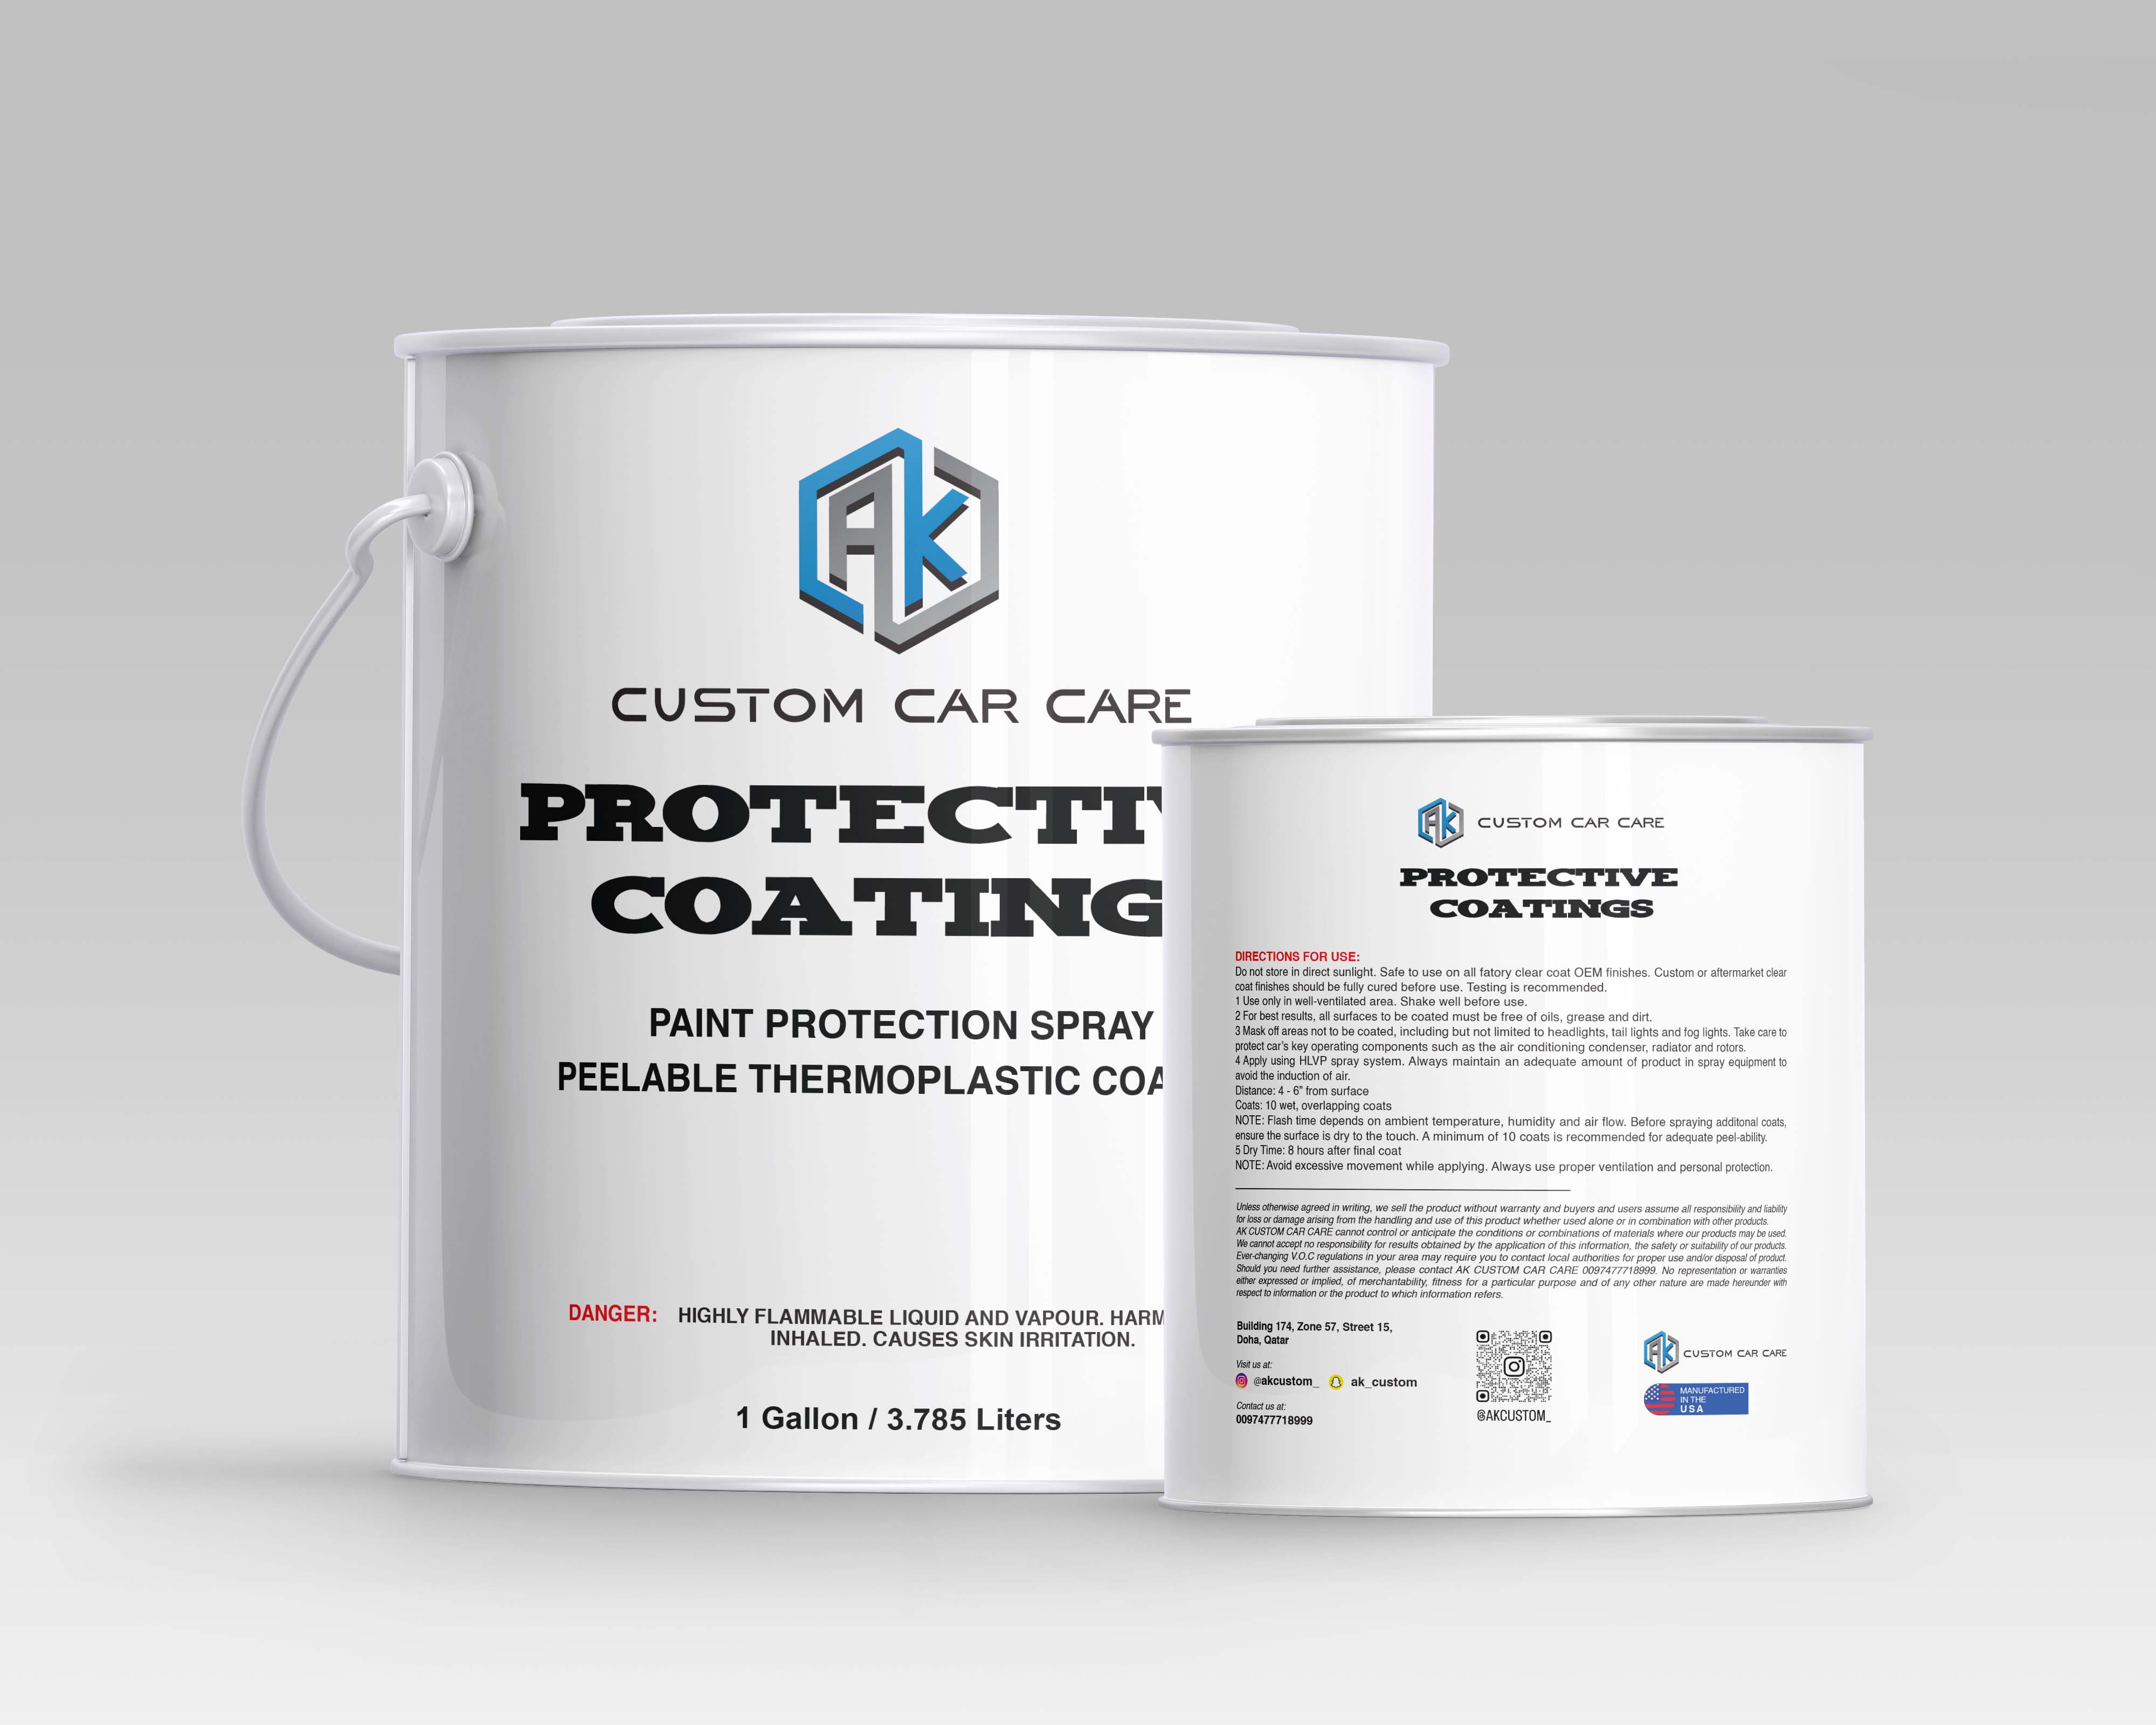 AK
CUSTOM CAR CARE
PROTECTIV
COATING
PAINT PROTECTION SPRAY
PEELABLE THERMOPLASTIC COA
DANGER: HIGHLY FLAMMABLE LIQUID AND VAPOUR. HARM
INHALED. CAUSES SKIN IRRITATION.
1 Gallon / 3.785 Liters
AK CUSTOM CAR CARE
PROTECTIVE
COATINGS
DIRECTIONS FOR USE:
Do not store in direct sunlight. Safe to use on all fatory clear coat OEM finishes. Custom or aftermarket clear
coat finishes should be fully cured before use. Testing is recommended.
1 Use only in well-ventilated area. Shake well before use.
2 For best results, all surfaces to be coated must be free of oils, grease and dirt.
3 Mask off areas not to be coated, including but not limited to headlights, tail lights and fog lights. Take care to
protect car's key operating components such as the air conditioning condenser, radiator and rotors.
4 Apply using HLVP spray system. Always maintain an adequate amount of product in spray equipment to
avoid the induction of air.
Distance: 4 - 6" from surface
Coats: 10 wet, overlapping coats
NOTE: Flash time depends on ambient temperature, humidity and air flow. Before spraying additonal coats,
ensure the surface is dry to the touch. A minimum of 10 coats is recommended for adequate peel-ability.
5 Dry Time: 8 hours after final coat
NOTE: Avoid excessive movement while applying. Always use proper ventilation and personal protection.
Unless otherwise agreed in writing, we sell the product without warranty and buyers and users assume all responsibility and liability
for loss or damage arising from the handling and use of this product whether used alone or in combination with other products.
AK CUSTOM CAR CARE cannot control or anticipate the conditions or combinations of materials where our products may be used.
We cannot accept no responsibility for results obtained by the application of this information, the safety or suitability of our products.
Ever-changing V.O.C regulations in your area may require you to contact local authorities for proper use and/or disposal of product.
Should you need further assistance, please contact AK CUSTOM CAR CARE 0097477718999. No representation or warranties
either expressed or implied, of merchantability, fitness for a particular purpose and of any other nature are made hereunder with
respect to information or the product to which information refers.
Building 174, Zone 57, Street 15,
Doha, Qatar
Visit us at:
@akcustom_ ak_custom
Contact us at:
0097477718999
@AKCUSTOM_
AK CUSTOM CAR CARE
MANUFACTURED
IN THE
USA